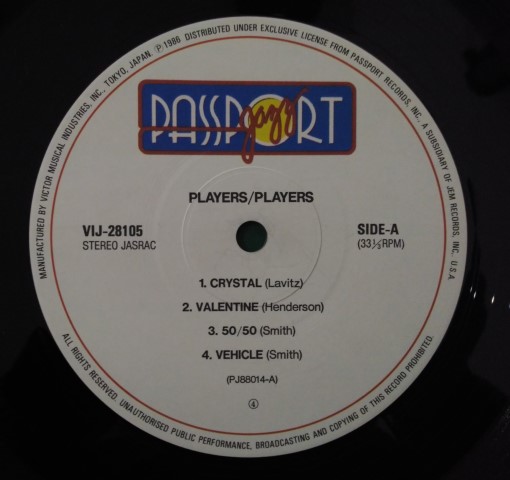 MANUFACTURED BY VICTOR MUSICAL INDUSTRIES, INC., TOKYO, JAPAN. Ⓟ1986 DISTRIBUTED UNDER EXCLUSIVE LICENSE FROM PASSPORT RECORDS, INC., A SUBSIDIARY OF JEM RECORDS, INC., U.S.A.
PASSPORT
jazz
PLAYERS/PLAYERS
VIJ-28105
STEREO JASRAC
SIDE-A
(33⅓RPM)
1. CRYSTAL (Lavitz)
2. VALENTINE (Henderson)
3. 50/50 (Smith)
4. VEHICLE (Smith)
(PJ88014-A)
④
ALL RIGHTS RESERVED. UNAUTHORISED PUBLIC PERFORMANCE, BROADCASTING AND COPYING OF THIS RECORD PROHIBITED.